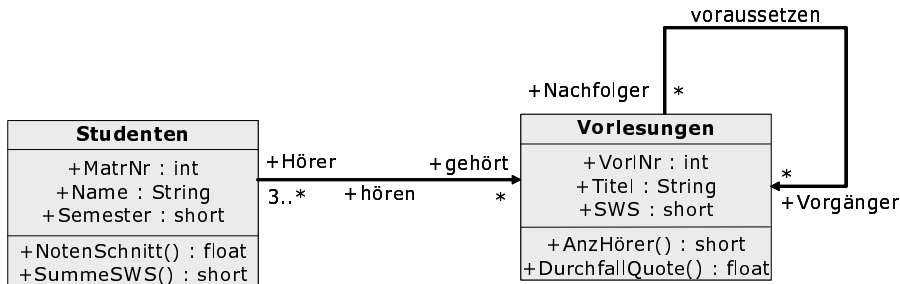 voraussetzen
+Nachfolger
*
Studenten
+MatrNr : int
+Name : String
+Semester : short
+NotenSchnitt() : float
+SummeSWS() : short
+Hörer
3..*
+hören
+gehört
*
Vorlesungen
+VorlNr : int
+Titel : String
+SWS : short
+AnzHörer() : short
+DurchfallQuote() : float
*
+Vorgänger